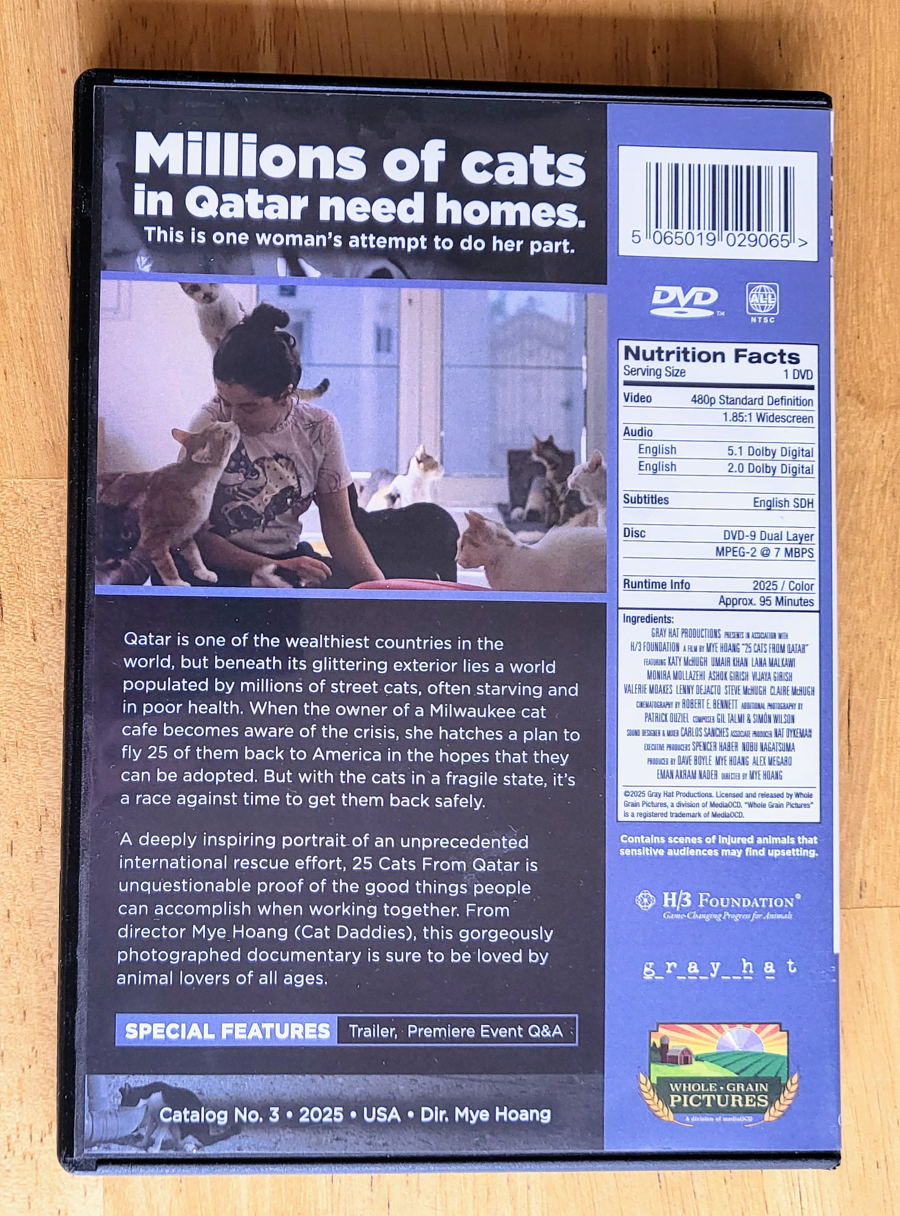 Millions of cats
in Qatar need homes.
This is one woman's attempt to do her part.
Qatar is one of the wealthiest countries in the
world, but beneath its glittering exterior lies a world
populated by millions of street cats, often starving and
in poor health. When the owner of a Milwaukee cat
cafe becomes aware of the crisis, she hatches a plan to
fly 25 of them back to America in the hopes that they
can be adopted. But with the cats in a fragile state, it's
a race against time to get them back safely.
A deeply inspiring portrait of an unprecedented
international rescue effort, 25 Cats From Qatar is
unquestionable proof of the good things people
can accomplish when working together. From
director Mye Hoang (Cat Daddies), this gorgeously
photographed documentary is sure to be loved by
animal lovers of all ages.
SPECIAL FEATURES Trailer, Premiere Event Q&A
Catalog No. 3 • 2025 • USA • Dir. Mye Hoang
5 065019 029065 >
DVD TM ALL
NTSC
Nutrition Facts
Serving Size 1 DVD
Video 480p Standard Definition
1.85:1 Widescreen
Audio
English 5.1 Dolby Digital
English 2.0 Dolby Digital
Subtitles English SDH
Disc DVD-9 Dual Layer
MPEG-2 @ 7 MBPS
Runtime Info 2025 / Color
Approx. 95 Minutes
Ingredients:
GRAY HAT PRODUCTIONS PRESENTS IN ASSOCIATION WITH
H/3 FOUNDATION A FILM BY MYE HOANG "25 CATS FROM QATAR"
FEATURING KATY McHUGH UMAIR KHAN LANA MALKAWI
MONIRA MOLLAZEHI ASHOK GIRISH VIJAYA GIRISH
VALERIE MOAKES LENNY DEJACTO STEVE McHUGH CLAIRE McHUGH
CINEMATOGRAPHY BY ROBERT E. BENNETT ADDITIONAL PHOTOGRAPHY BY
PATRICK OUZIEL COMPOSER GIL TALMI & SIMÓN WILSON
SOUND DESIGNER & MIXER CARLOS SANCHES ASSOCIATE PRODUCER NAT DYKEMAN
EXECUTIVE PRODUCERS SPENCER HABER NOBU NAGATSUMA
PRODUCED BY DAVE BOYLE MYE HOANG ALEX MEGARO
EMAN AKRAM NADER DIRECTED BY MYE HOANG
©2025 Gray Hat Productions. Licensed and released by Whole
Grain Pictures, a division of MediaOCD. "Whole Grain Pictures"
is a registered trademark of MediaOCD.
Contains scenes of injured animals that
sensitive audiences may find upsetting.
H/3 FOUNDATION®
Game-Changing Progress for Animals
g_r_a_y__h_a t
WHOLE • GRAIN
PICTURES
A division of mediaOCD